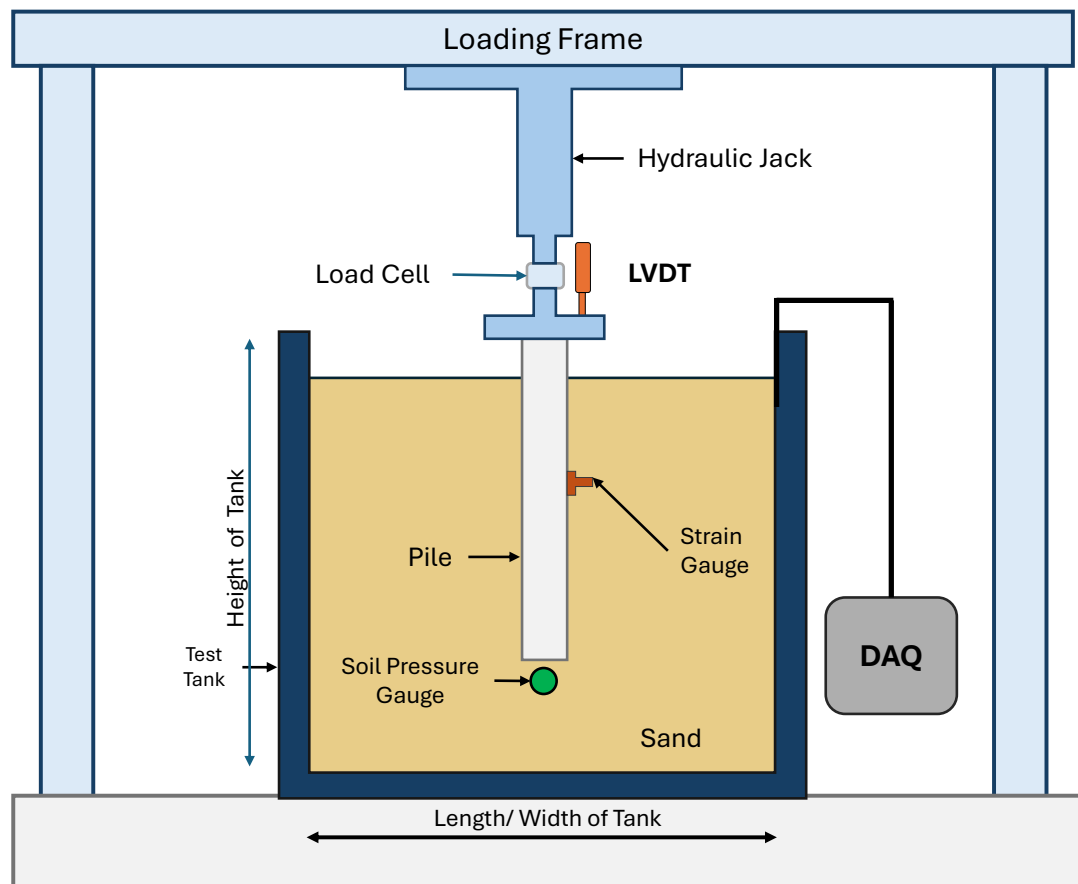 Loading Frame
Hydraulic Jack
Load Cell
LVDT
Height of Tank
Strain
Gauge
Pile
DAQ
Test
Tank
Soil Pressure
Gauge
Sand
Length/ Width of Tank